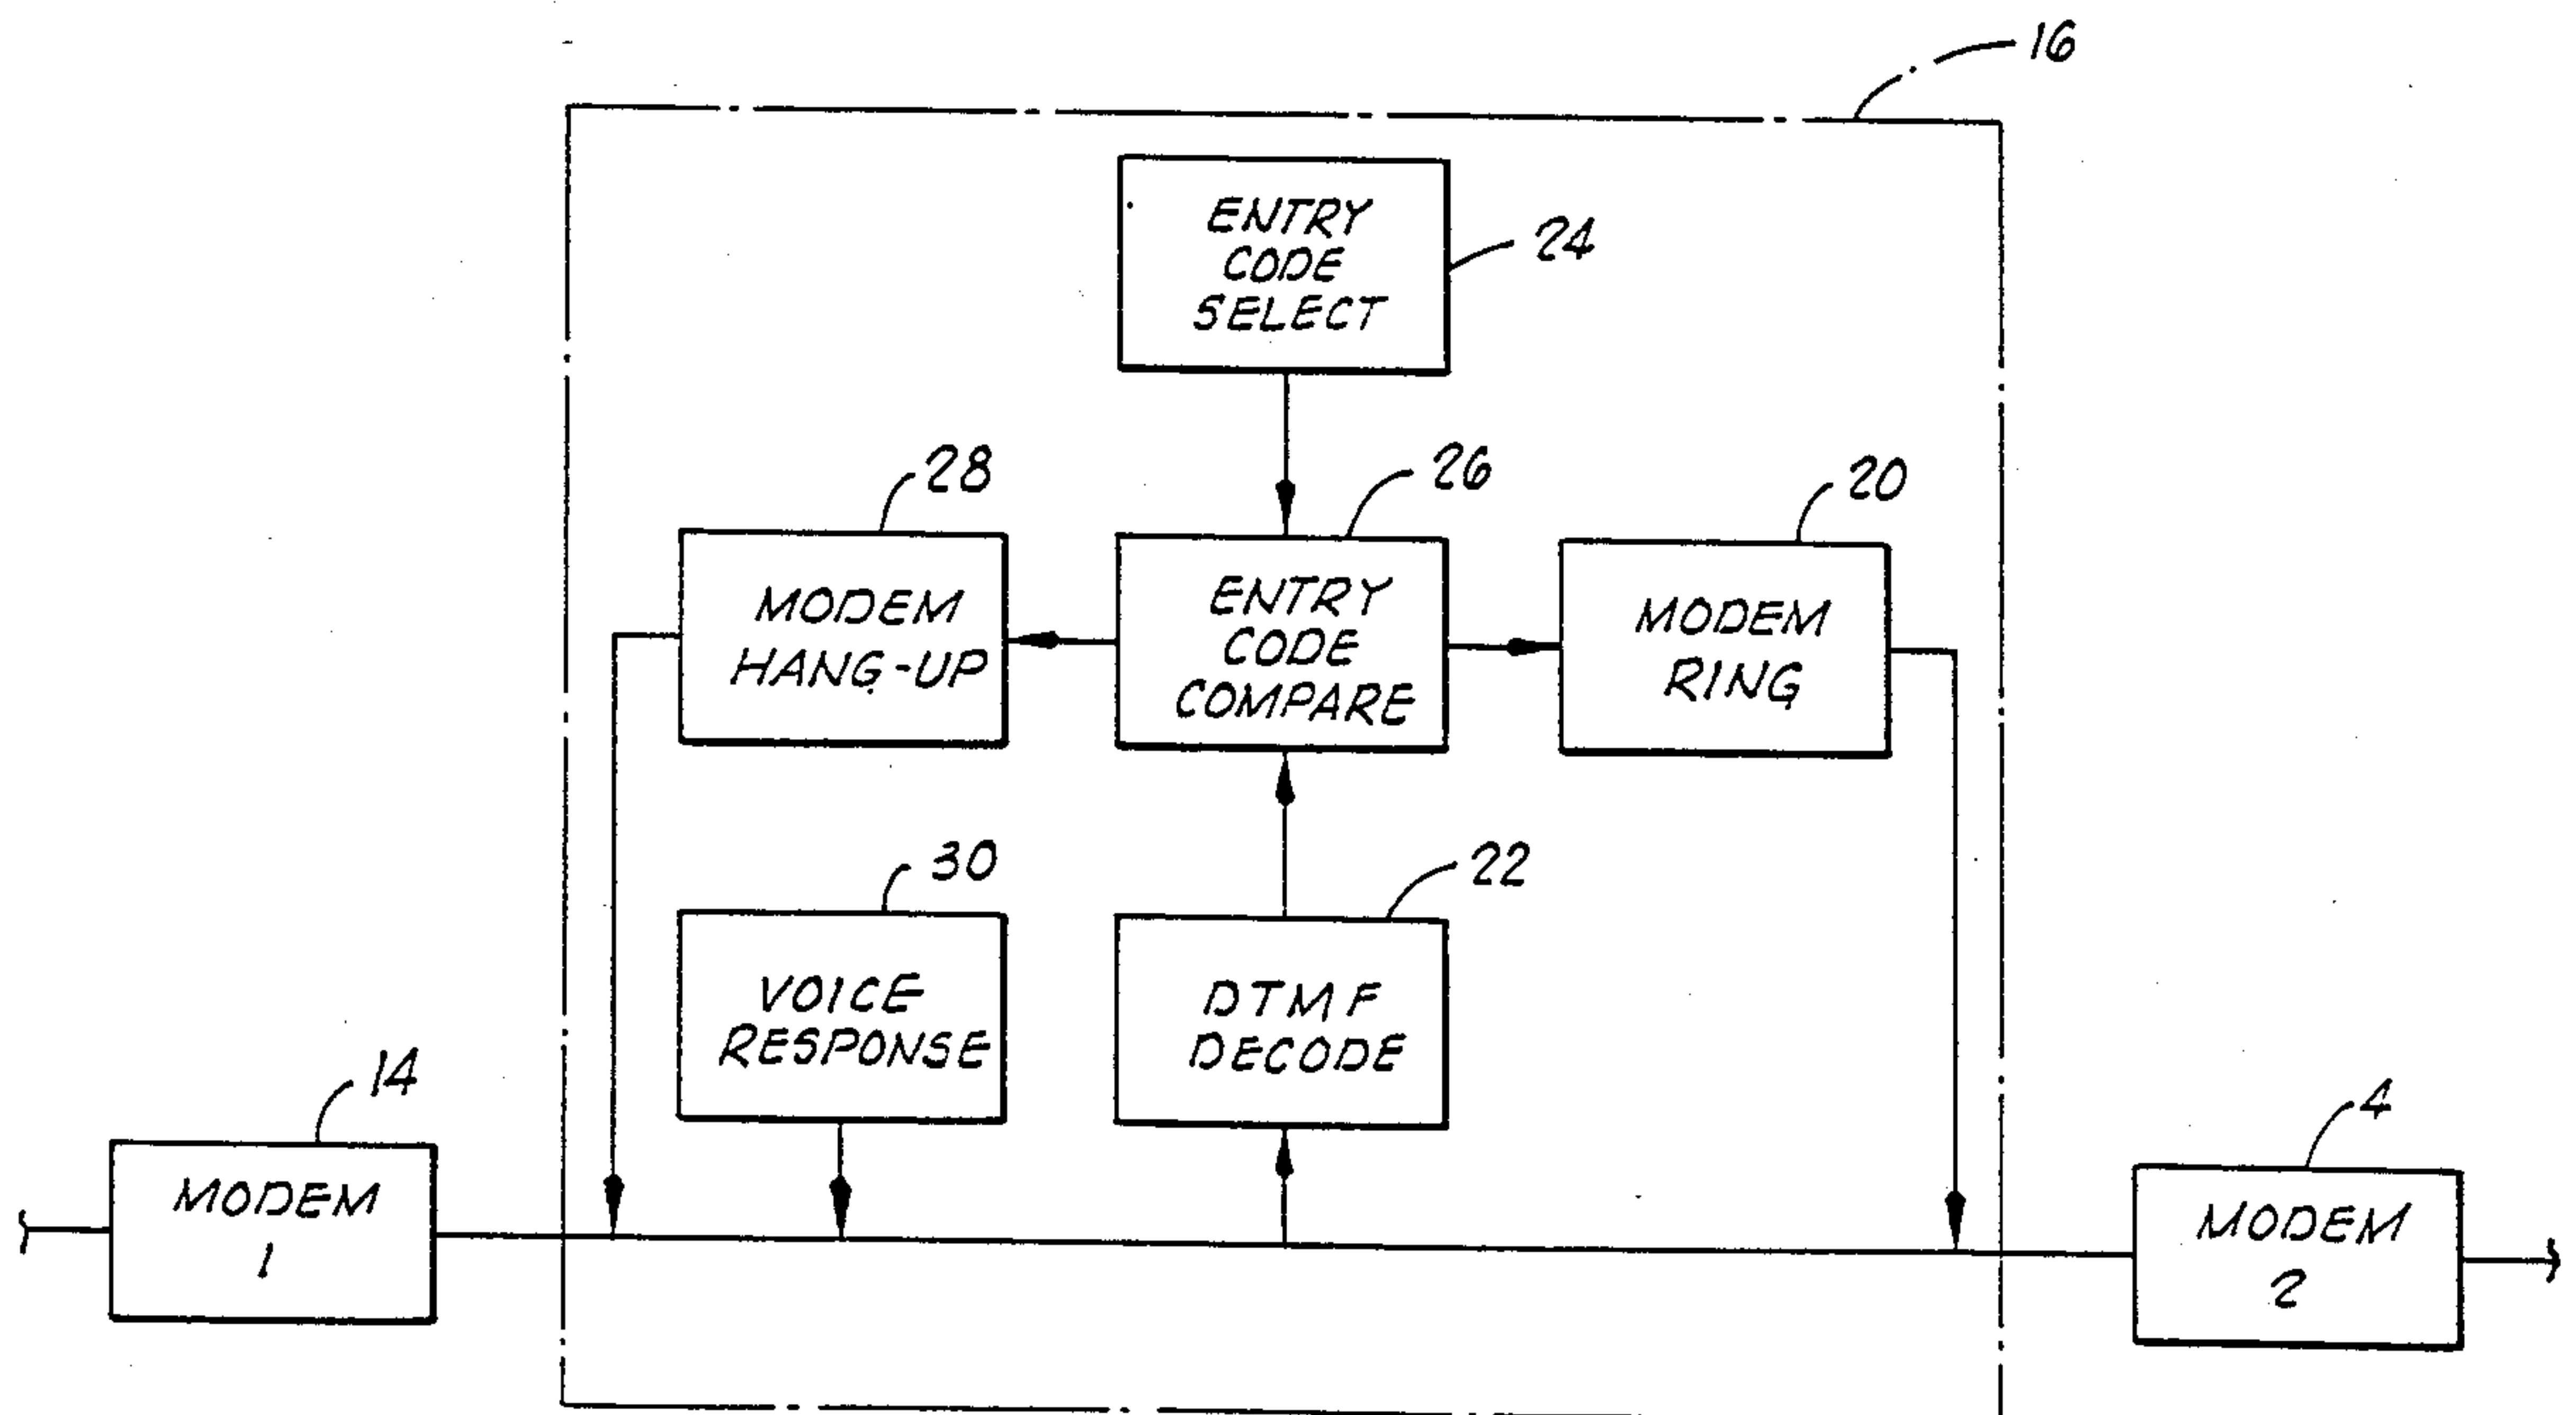 16
ENTRY
CODE
SELECT
24
28
26
20
MODEM
HANG-UP
ENTRY
CODE
COMPARE
MODEM
RING
30
22
VOICE
RESPONSE
DTMF
DECODE
14
4
MODEM
1
MODEM
2